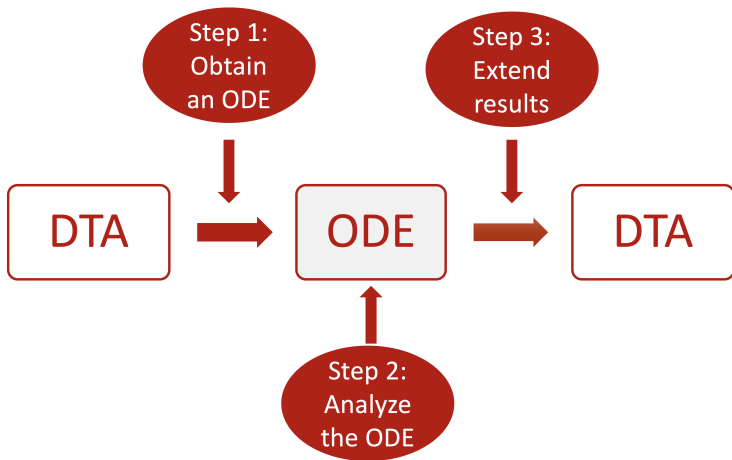 Step 1:
Obtain
an ODE
Step 3:
Extend
results
DTA
ODE
DTA
Step 2:
Analyze
the ODE